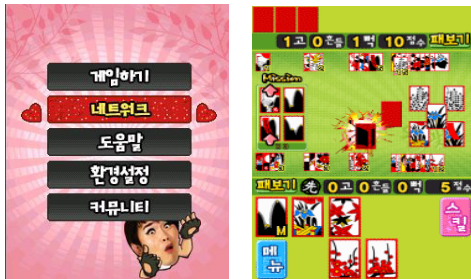 게임하기
네트워크
도움말
환경설정
커뮤니티
1고 0흔들 1뻑 10점수 패보기
Mission
패보기 先 0고 0흔들 0뻑 5점수
M
스킬
메뉴